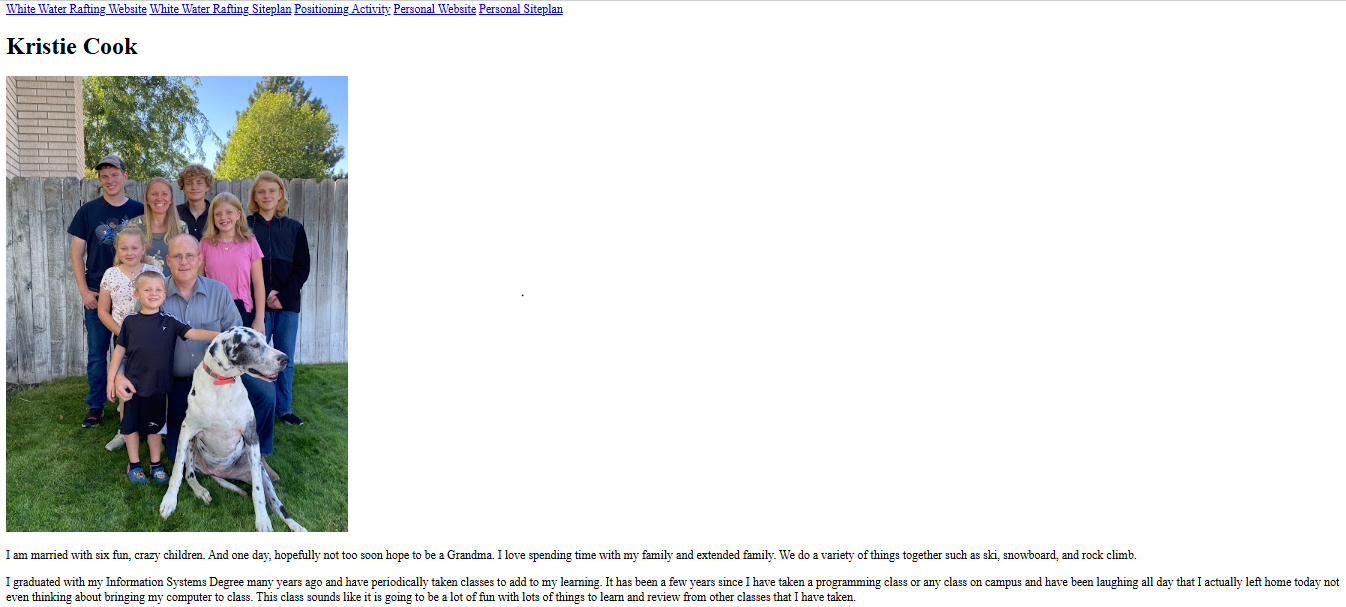 White Water Rafting Website White Water Rafting Siteplan Positioning Activity Personal Website Personal Siteplan
Kristie Cook
I am married with six fun, crazy children. And one day, hopefully not too soon hope to be a Grandma. I love spending time with my family and extended family. We do a variety of things together such as ski, snowboard, and rock climb.
I graduated with my Information Systems Degree many years ago and have periodically taken classes to add to my learning. It has been a few years since I have taken a programming class or any class on campus and have been laughing all day that I actually left home today not
even thinking about bringing my computer to class. This class sounds like it is going to be a lot of fun with lots of things to learn and review from other classes that I have taken.